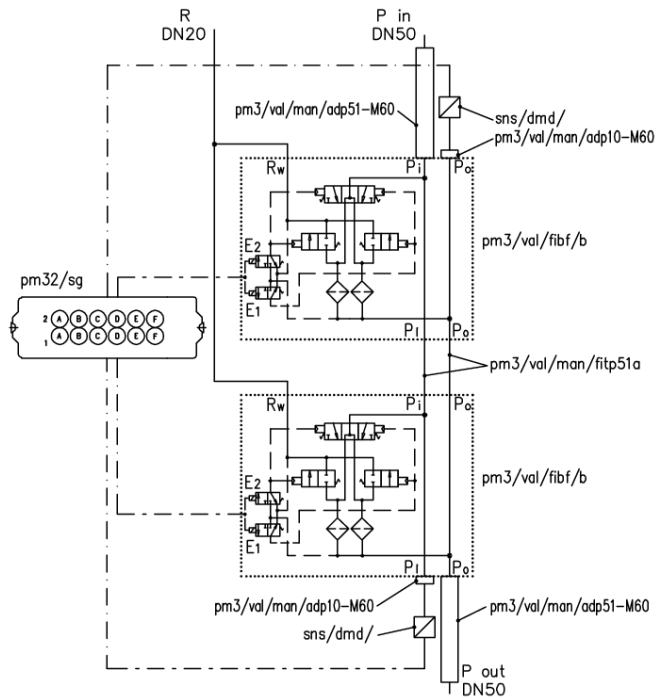 R
DN20
P in
DN50
pm3/val/man/adp51-M60
sns/dmd/
pm3/val/man/adp10-M60
Rw
Pi
Po
pm3/val/fibf/b
E2
E1
pm32/sg
2 A B C D E F
1 A B C D E F
PI
Po
pm3/val/man/fitp51a
Rw
Pi
Po
pm3/val/fibf/b
E2
E1
PI
Po
pm3/val/man/adp10-M60
pm3/val/man/adp51-M60
sns/dmd/
P out
DN50